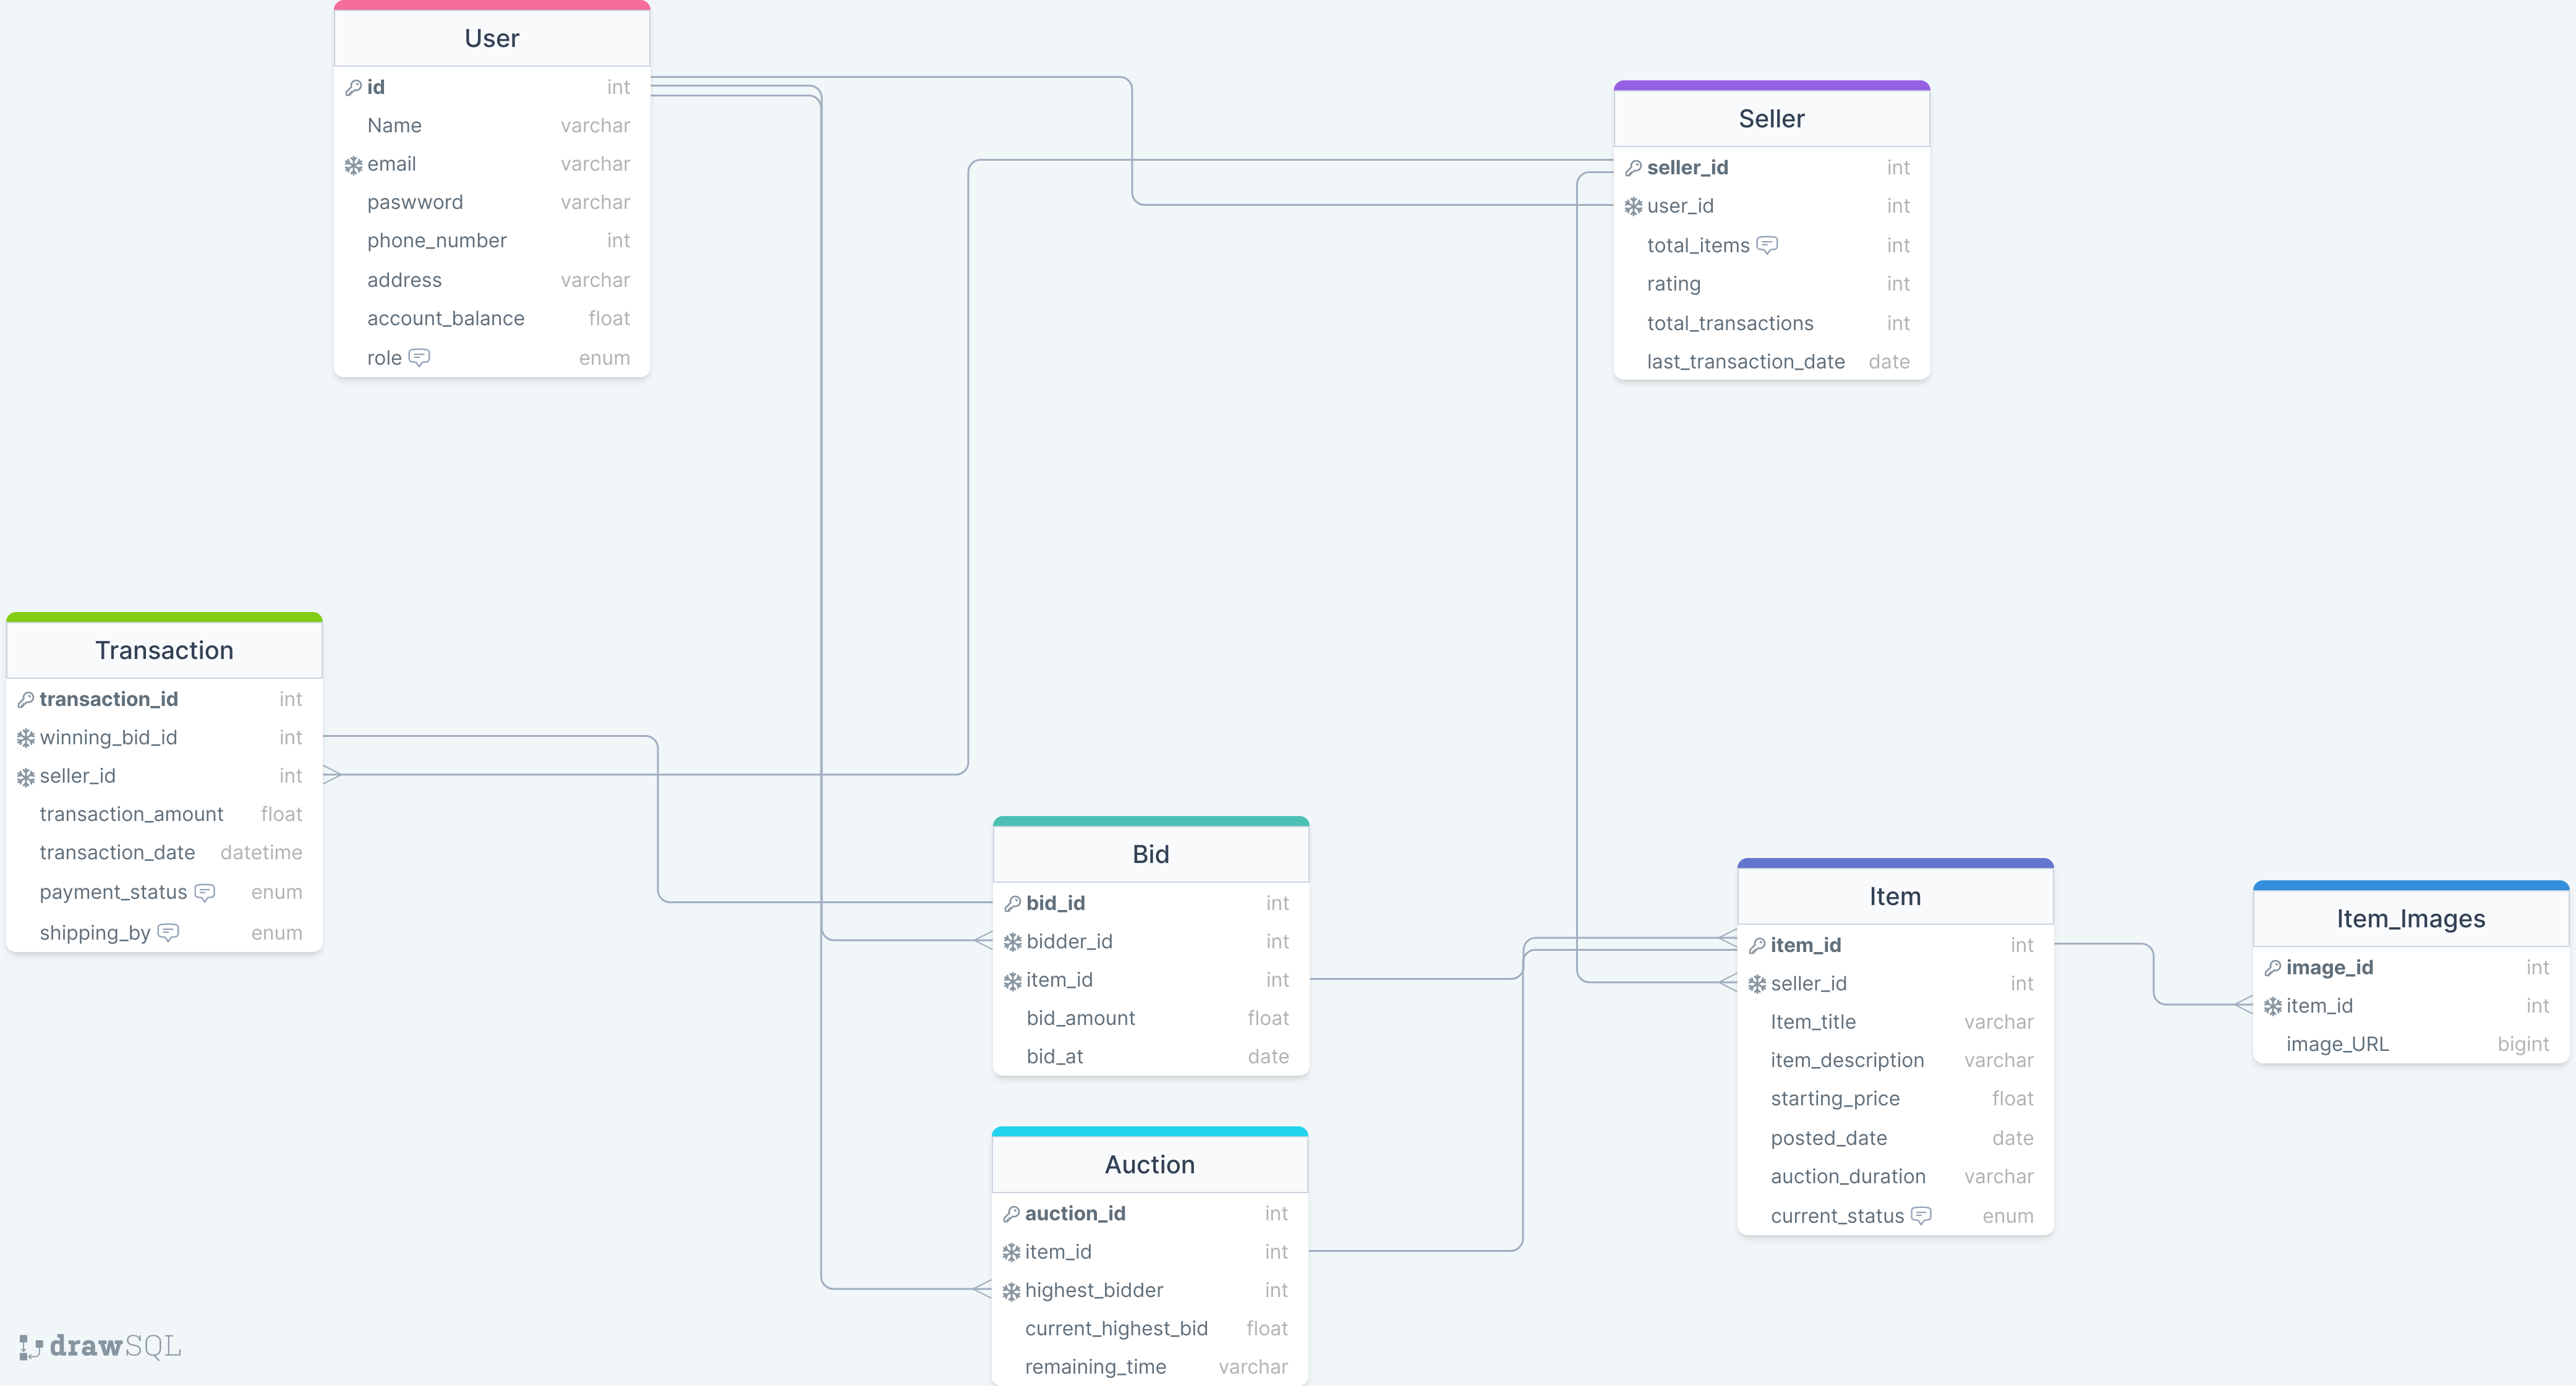 User
id int
Name varchar
email varchar
paswword varchar
phone_number int
address varchar
account_balance float
role enum
Seller
seller_id int
user_id int
total_items int
rating int
total_transactions int
last_transaction_date date
Transaction
transaction_id int
winning_bid_id int
seller_id int
transaction_amount float
transaction_date datetime
payment_status enum
shipping_by enum
Bid
bid_id int
bidder_id int
item_id int
bid_amount float
bid_at date
Item
item_id int
seller_id int
Item_title varchar
item_description varchar
starting_price float
posted_date date
auction_duration varchar
current_status enum
Item_Images
image_id int
item_id int
image_URL bigint
Auction
auction_id int
item_id int
highest_bidder int
current_highest_bid float
remaining_time varchar
drawSQL